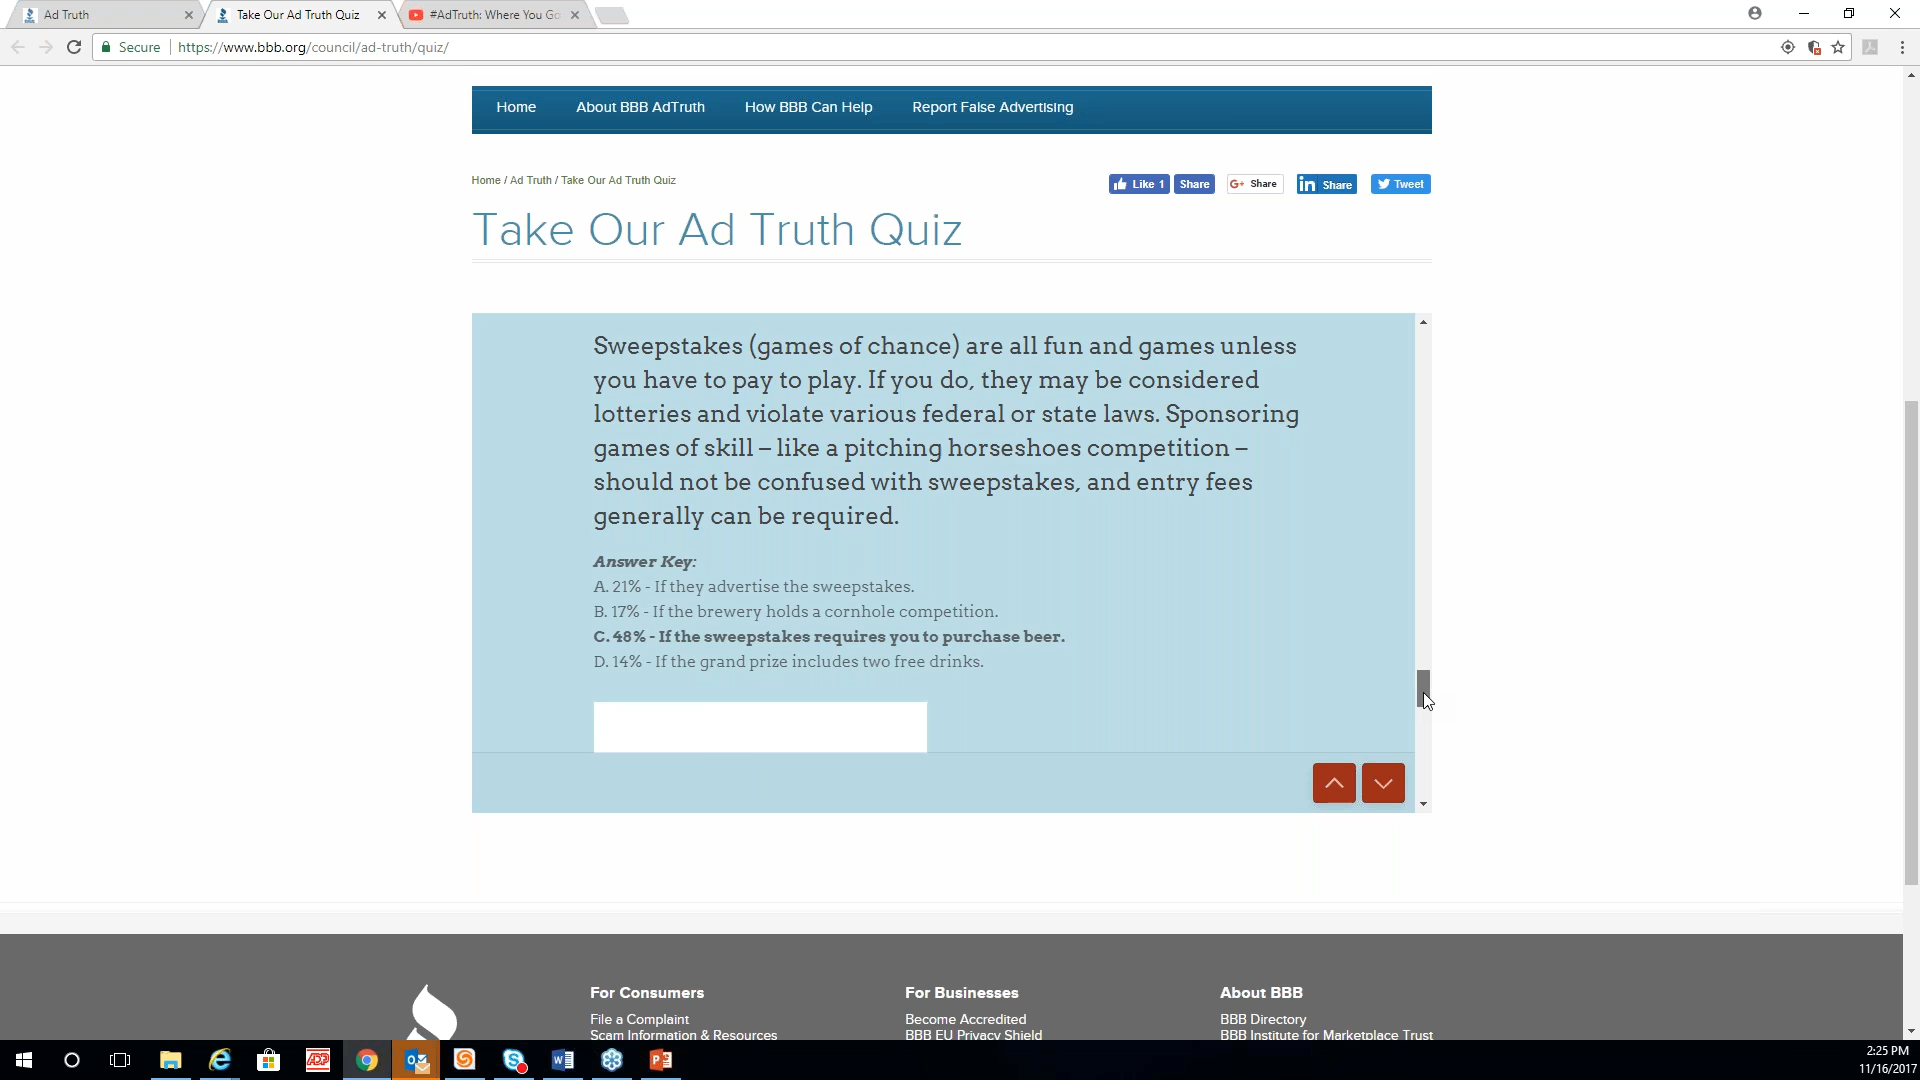 Ad Truth
Take Our Ad Truth Quiz
#AdTruth: Where You Go
Secure
https://www.bbb.org/council/ad-truth/quiz/
Home
About BBB AdTruth
How BBB Can Help
Report False Advertising
Home / Ad Truth / Take Our Ad Truth Quiz
Like 1
Share
G+ Share
in Share
Tweet
Take Our Ad Truth Quiz
Sweepstakes (games of chance) are all fun and games unless
you have to pay to play. If you do, they may be considered
lotteries and violate various federal or state laws. Sponsoring
games of skill – like a pitching horseshoes competition –
should not be confused with sweepstakes, and entry fees
generally can be required.
Answer Key:
A. 21% - If they advertise the sweepstakes.
B. 17% - If the brewery holds a cornhole competition.
C. 48% - If the sweepstakes requires you to purchase beer.
D. 14% - If the grand prize includes two free drinks.
For Consumers
For Businesses
About BBB
File a Complaint
Become Accredited
BBB Directory
Scam Information & Resources
BBB EU Privacy Shield
BBB Institute for Marketplace Trust
ADP
2:25 PM
11/16/2017